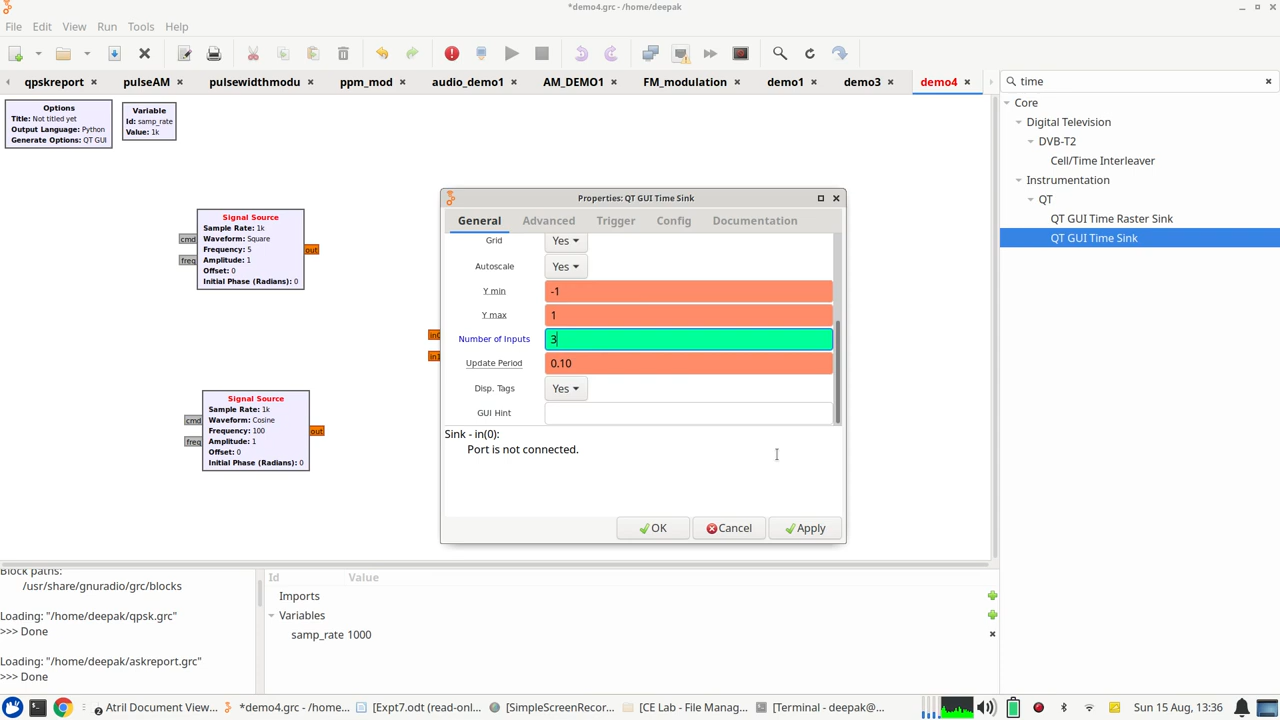 *demo4.grc - /home/deepak
File Edit View Run Tools Help
qpskreport pulseAM pulsewidthmodu ppm_mod audio_demo1 AM_DEMO1 FM_modulation demo1 demo3 demo4
time
Options
Title: Not titled yet
Output Language: Python
Generate Options: QT GUI
Variable
Id: samp_rate
Value: 1k
Signal Source
Sample Rate: 1k
Waveform: Square
Frequency: 5
Amplitude: 1
Offset: 0
Initial Phase (Radians): 0
cmd
freq
out
Signal Source
Sample Rate: 1k
Waveform: Cosine
Frequency: 100
Amplitude: 1
Offset: 0
Initial Phase (Radians): 0
cmd
freq
out
in0
in1
Properties: QT GUI Time Sink
General Advanced Trigger Config Documentation
Grid Yes
Autoscale Yes
Y min -1
Y max 1
Number of Inputs 3
Update Period 0.10
Disp. Tags Yes
GUI Hint
Sink - in(0):
Port is not connected.
OK Cancel Apply
Core
Digital Television
DVB-T2
Cell/Time Interleaver
Instrumentation
QT
QT GUI Time Raster Sink
QT GUI Time Sink
Block paths:
/usr/share/gnuradio/grc/blocks
Loading: "/home/deepak/qpsk.grc"
>>> Done
Loading: "/home/deepak/askreport.grc"
>>> Done
Id Value
Imports
Variables
samp_rate 1000
Atril Document View... *demo4.grc - /home... [Expt7.odt (read-onl... [SimpleScreenRecor... [CE Lab - File Manag... [Terminal - deepak@... Sun 15 Aug, 13:36